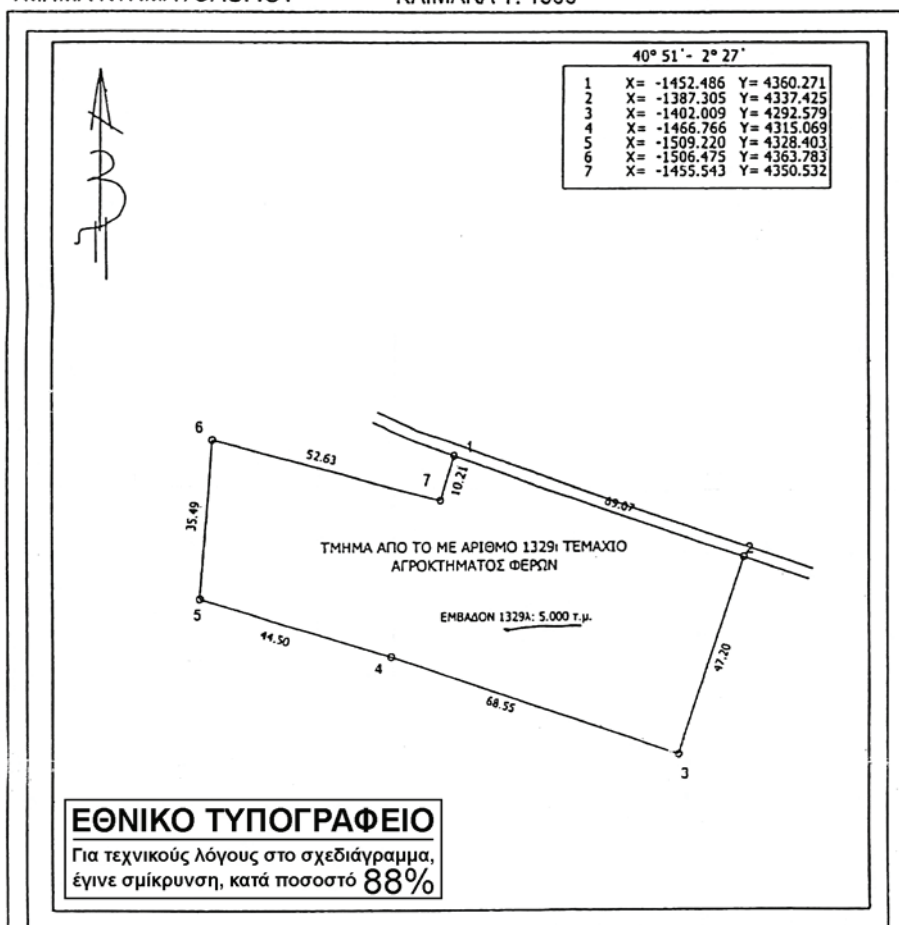 40° 51΄- 2° 27΄
1 X= -1452.486 Y= 4360.271
2 X= -1387.305 Y= 4337.425
3 X= -1402.009 Y= 4292.579
4 X= -1466.766 Y= 4315.069
5 X= -1509.220 Y= 4328.403
6 X= -1506.475 Y= 4363.783
7 X= -1455.543 Y= 4350.532
6
1
52.63
7
10.21
69.07
2
35.49
ΤΜΗΜΑ ΑΠΟ ΤΟ ΜΕ ΑΡΙΘΜΟ 1329ι ΤΕΜΑΧΙΟ
ΑΓΡΟΚΤΗΜΑΤΟΣ ΦΕΡΩΝ
ΕΜΒΑΔΟΝ 1329λ: 5.000 τ.μ.
5
44.50
4
47.20
68.55
3
ΕΘΝΙΚΟ ΤΥΠΟΓΡΑΦΕΙΟ
Για τεχνικούς λόγους στο σχεδιάγραμμα,
έγινε σμίκρυνση, κατά ποσοστό 88%